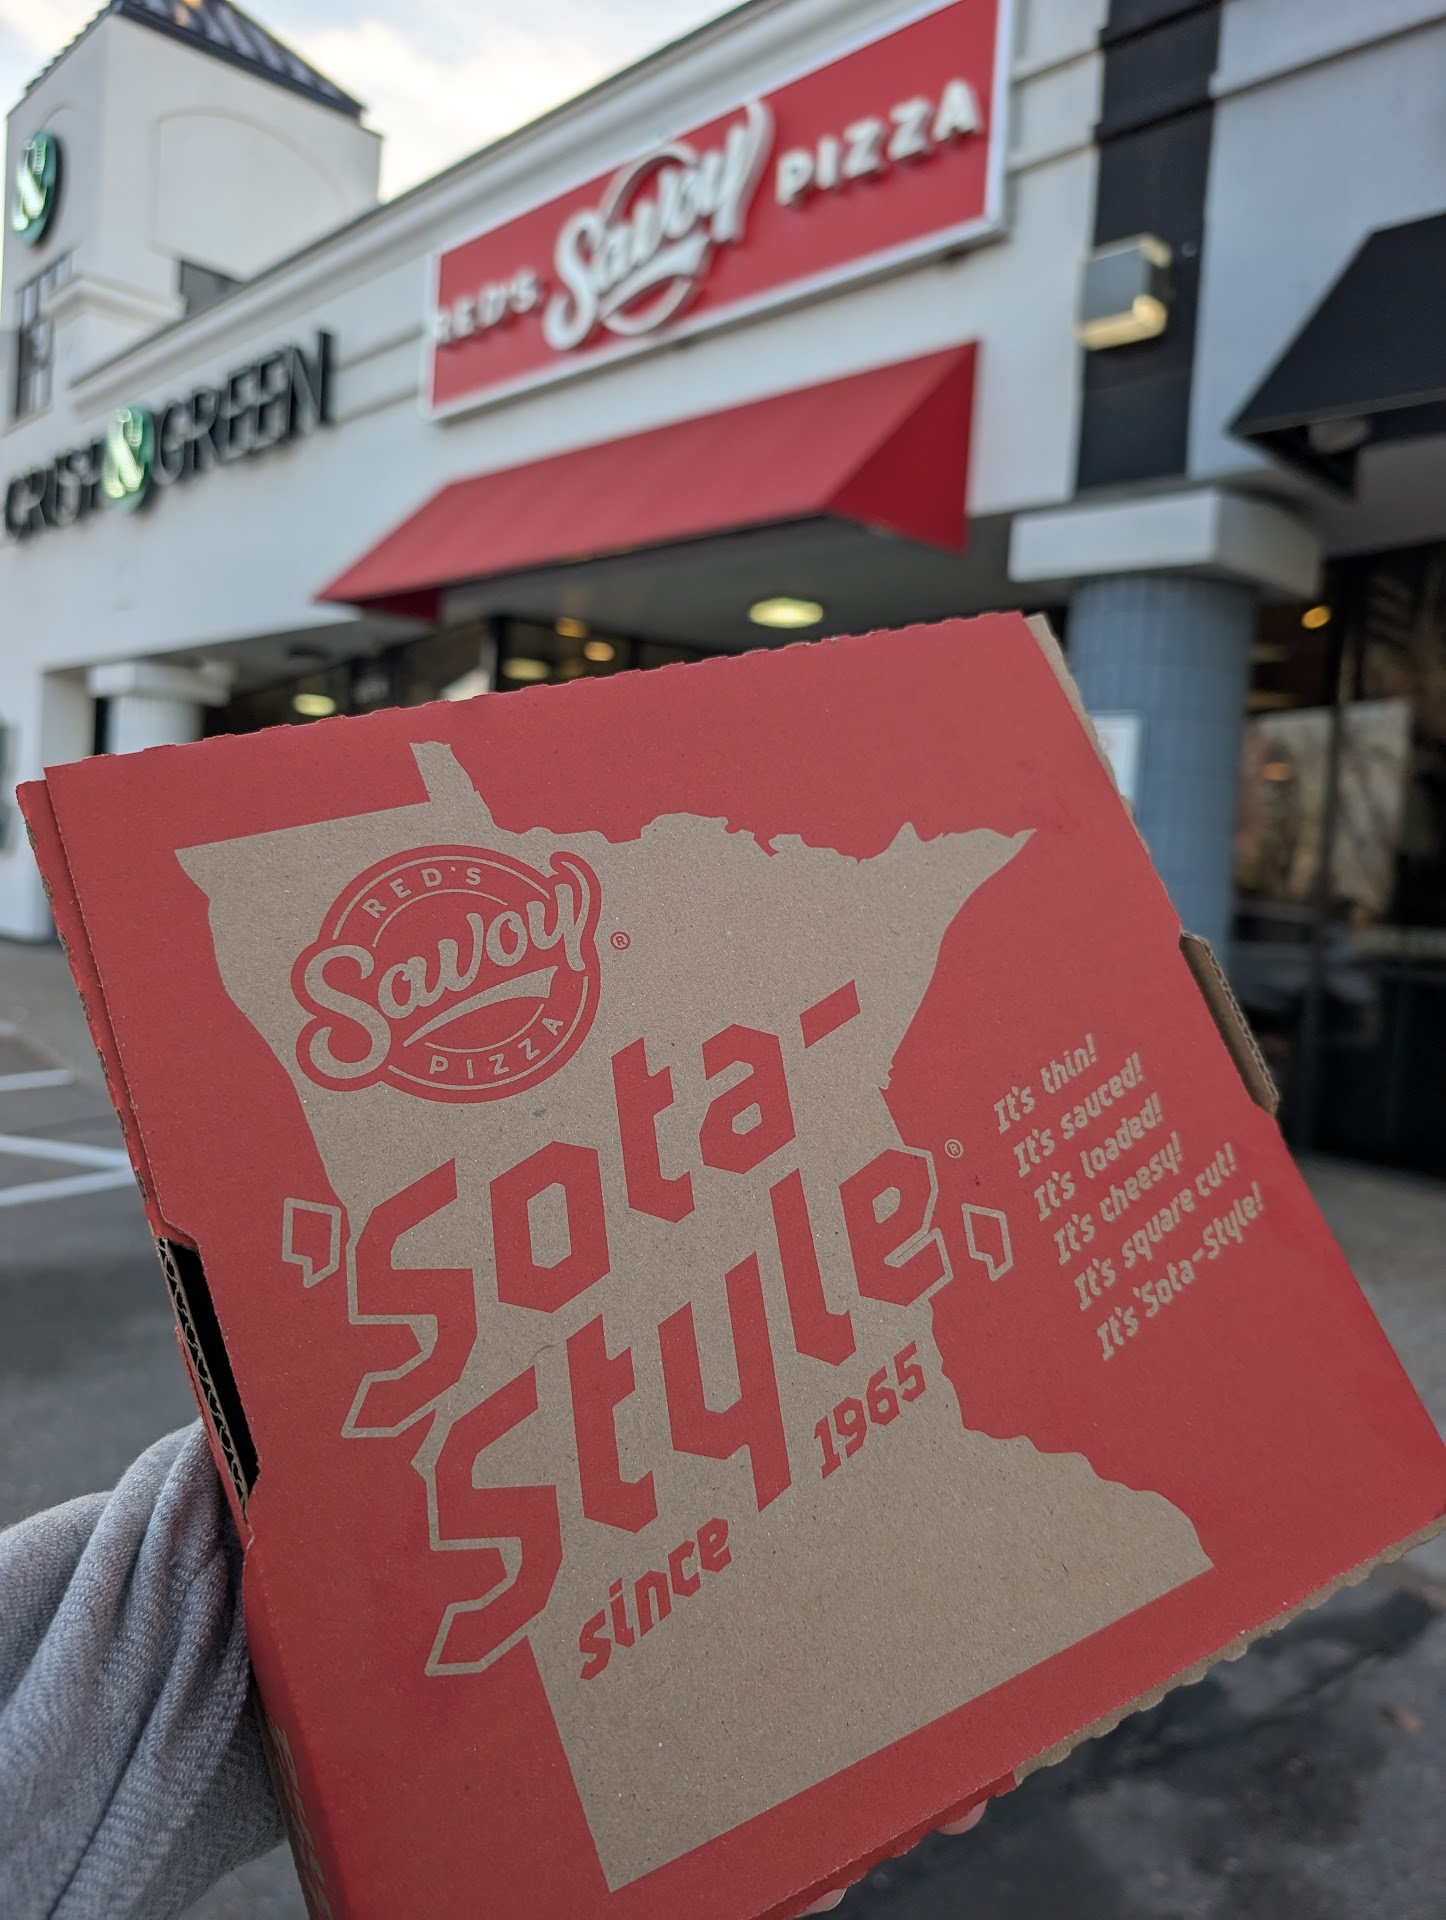 &
CRISP & GREEN
RED'S Savoy PIZZA
RED'S
Savoy®
PIZZA
'Sota-
Style'®
since 1965
It's thin!
It's sauced!
It's loaded!
It's cheesy!
It's square cut!
It's 'Sota-Style!